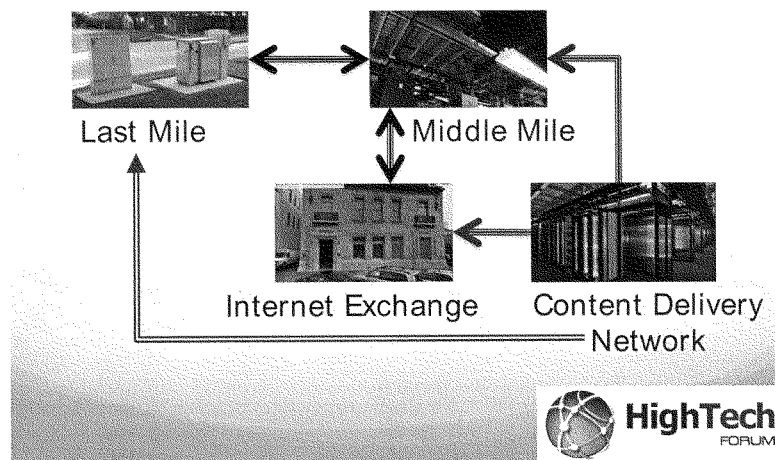 Last Mile
Middle Mile
Internet Exchange
Content Delivery
Network
HighTech
FORUM